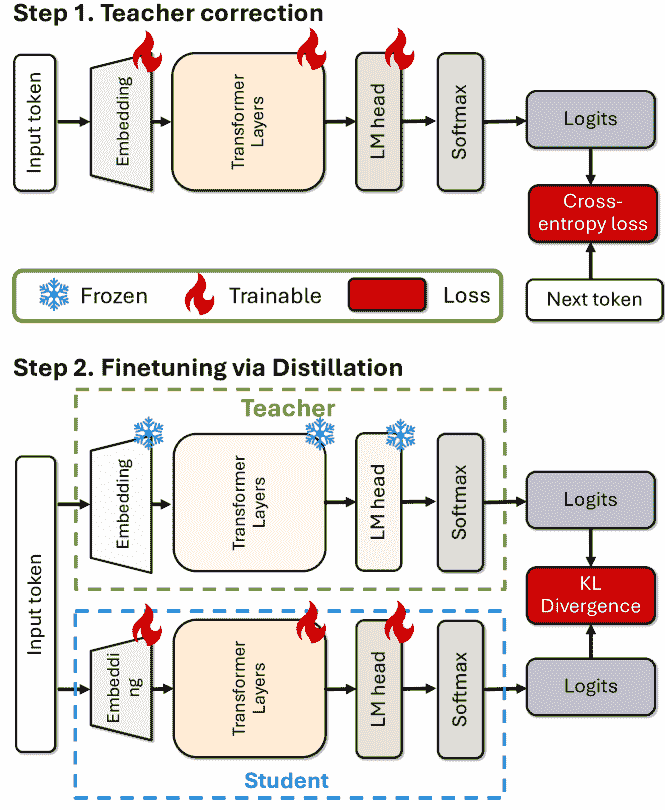 Step 1. Teacher correction
Input token
Embedding
Transformer
Layers
LM head
Softmax
Logits
Cross-
entropy loss
Next token
Frozen
Trainable
Loss
Step 2. Finetuning via Distillation
Teacher
Input token
Embedding
Transformer
Layers
LM head
Softmax
Logits
KL
Divergence
Embeddi
ng
Transformer
Layers
LM head
Softmax
Logits
Student